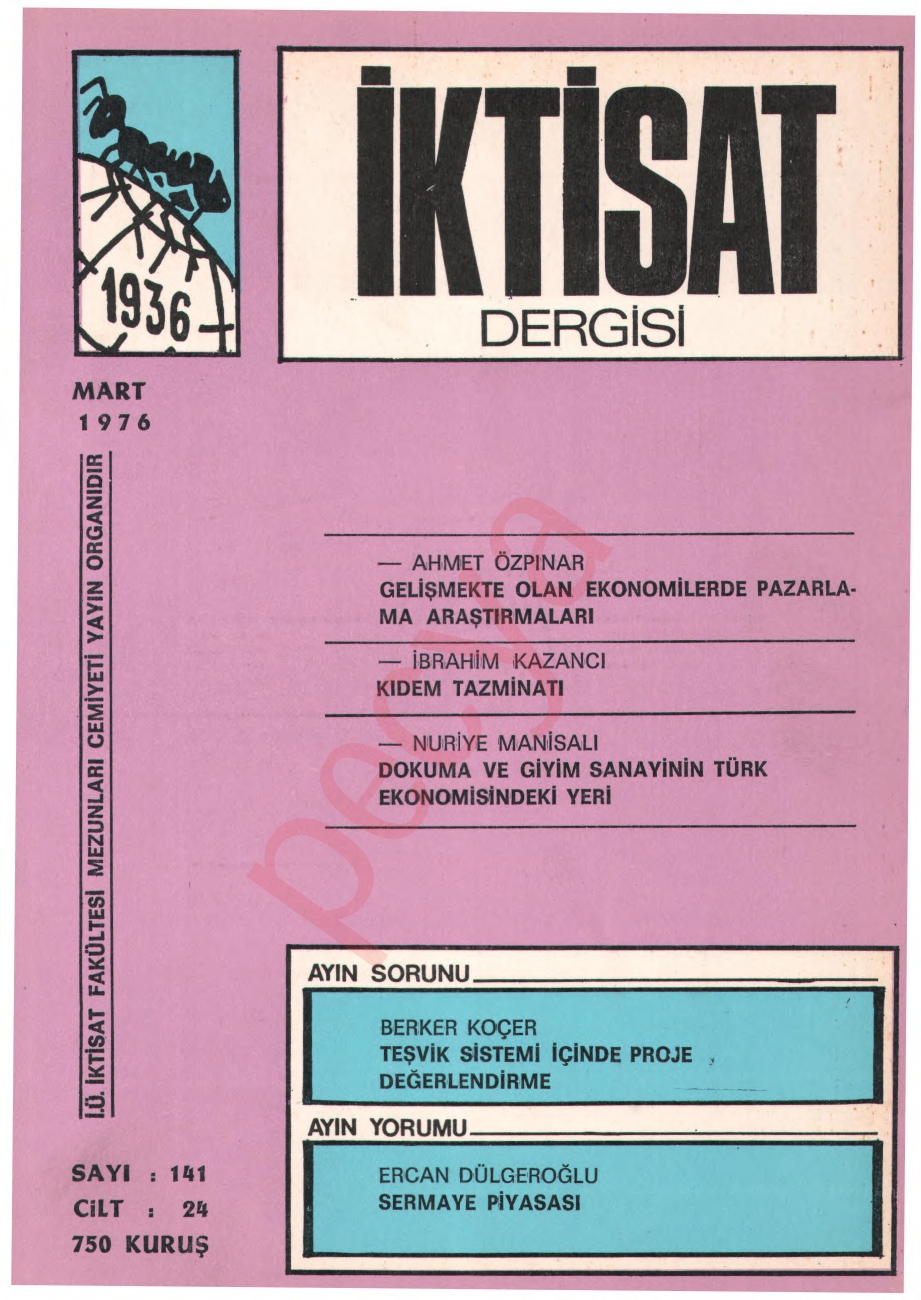 1936
İKTİSAT
DERGİSİ
MART
1976
İ.Ü. İKTİSAT FAKÜLTESİ MEZUNLARI CEMİYETİ YAYIN ORGANIDIR
— AHMET ÖZPINAR
GELİŞMEKTE OLAN EKONOMİLERDE PAZARLA-
MA ARAŞTIRMALARI
— İBRAHİM KAZANCI
KIDEM TAZMİNATI
— NURİYE MANİSALI
DOKUMA VE GİYİM SANAYİNİN TÜRK
EKONOMİSİNDEKİ YERİ
pecya
AYIN SORUNU
BERKER KOÇER
TEŞVİK SİSTEMİ İÇİNDE PROJE
DEĞERLENDİRME
AYIN YORUMU
ERCAN DÜLGEROĞLU
SERMAYE PİYASASI
SAYI : 141
CİLT : 24
750 KURUŞ